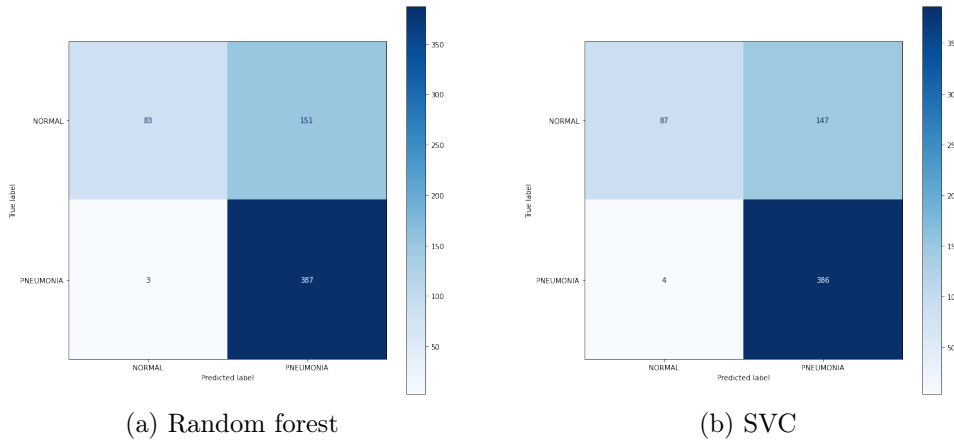 350
300
250
200
150
100
50
NORMAL
PNEUMONIA
True label
83
151
3
387
NORMAL
PNEUMONIA
Predicted label
(a) Random forest
NORMAL
PNEUMONIA
True label
87
147
4
386
NORMAL
PNEUMONIA
Predicted label
(b) SVC